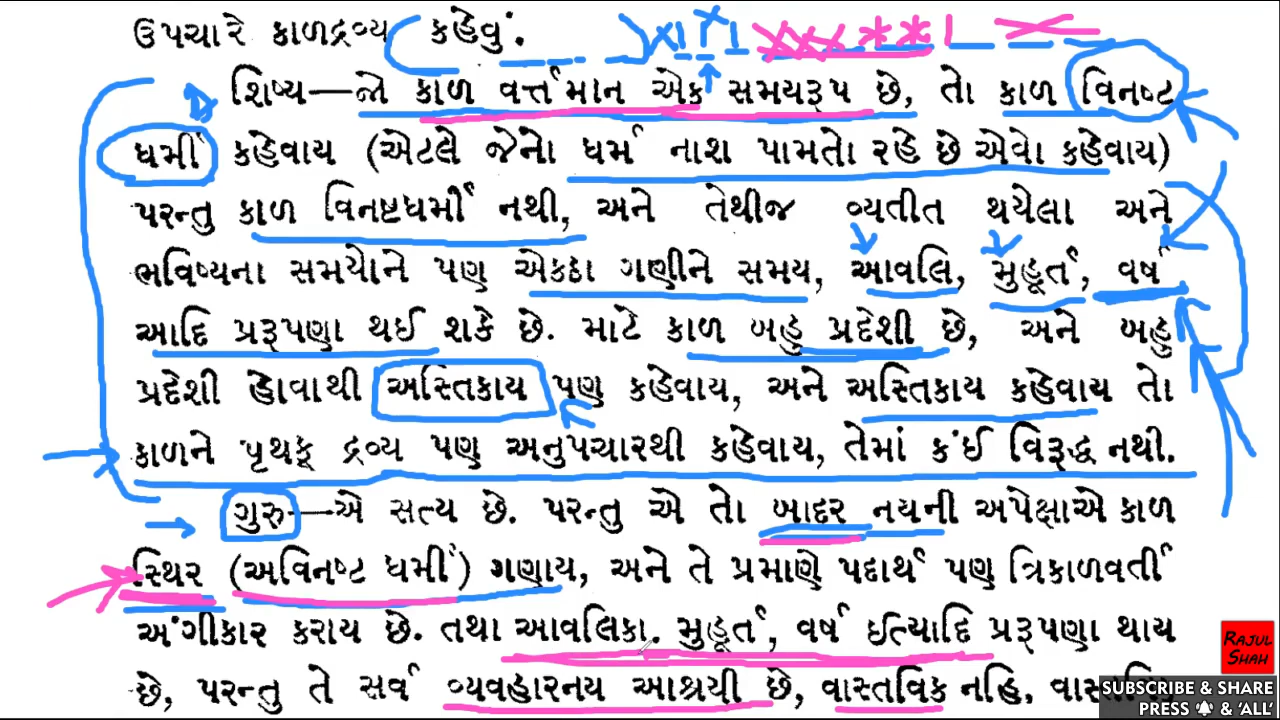 ઉપચારે કાળદ્રવ્ય કહેવું.
શિષ્ય—જો કાળ વર્ત્તમાન એક સમયરૂપ છે, તો કાળ વિનષ્ટ
ધર્મી કહેવાય (એટલે જેનો ધર્મ નાશ પામતો રહે છે એવો કહેવાય)
પરન્તુ કાળ વિનષ્ટધર્મી નથી, અને તેથીજ વ્યતીત થયેલા અને
ભવિષ્યના સમયોને પણ એકઠા ગણીને સમય, આવલિ, મુહૂર્ત, વર્ષ
આદિ પ્રરૂપણા થઈ શકે છે. માટે કાળ બહુ પ્રદેશી છે, અને બહુ
પ્રદેશી હોવાથી અસ્તિકાય પણ કહેવાય, અને અસ્તિકાય કહેવાય તો
કાળને પૃથક્ દ્રવ્ય પણ અનુપચારથી કહેવાય, તેમાં કંઈ વિરૂદ્ધ નથી.
ગુરુ—એ સત્ય છે. પરન્તુ એ તો બાદર નયની અપેક્ષાએ કાળ
સ્થિર (અવિનષ્ટ ધર્મી) ગણાય, અને તે પ્રમાણે પદાર્થ પણ ત્રિકાળવર્તી
અંગીકાર કરાય છે. તથા આવલિકા. મુહૂર્ત, વર્ષ ઈત્યાદિ પ્રરૂપણા થાય
છે, પરન્તુ તે સર્વ વ્યવહારનય આશ્રયી છે, વાસ્તવિક નહિ,
RAJUL
SHAH
SUBSCRIBE & SHARE
PRESS & 'ALL'